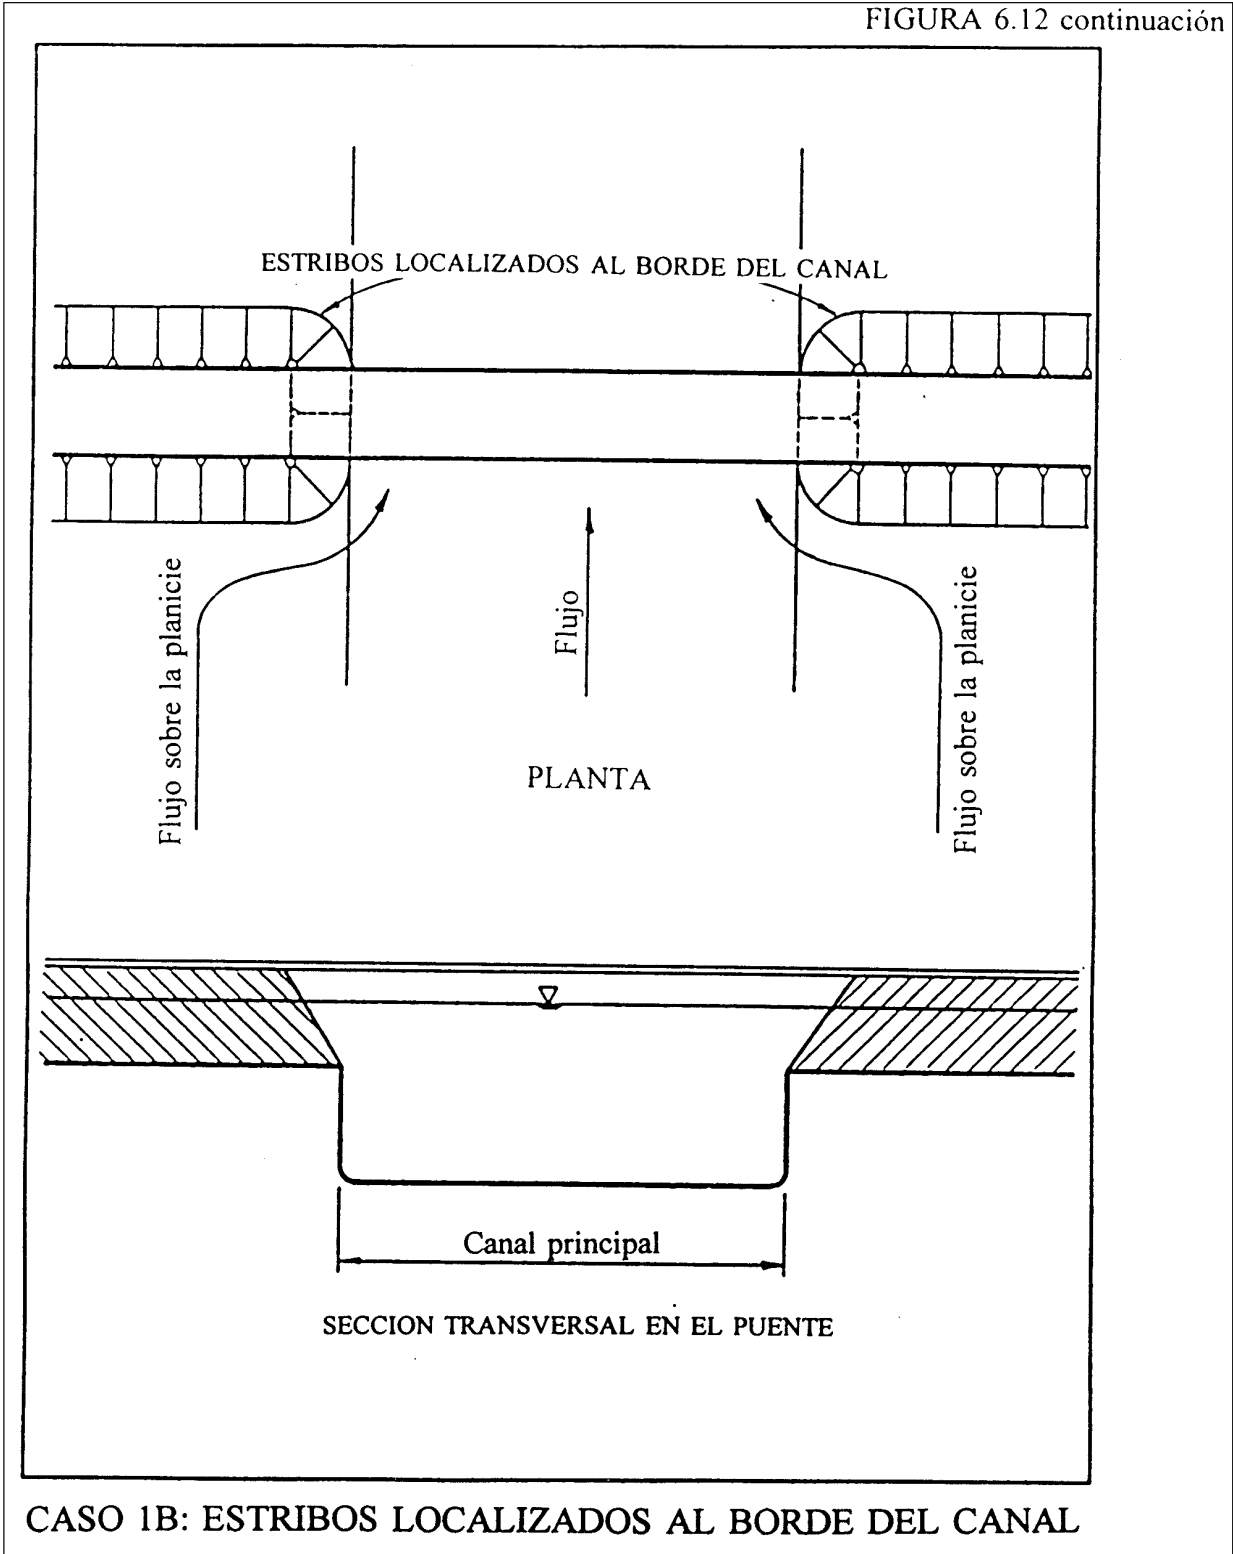 FIGURA 6.12 continuación
ESTRIBOS LOCALIZADOS AL BORDE DEL CANAL
Flujo sobre la planicie
Flujo
Flujo sobre la planicie
PLANTA
Canal principal
SECCION TRANSVERSAL EN EL PUENTE
CASO 1B: ESTRIBOS LOCALIZADOS AL BORDE DEL CANAL